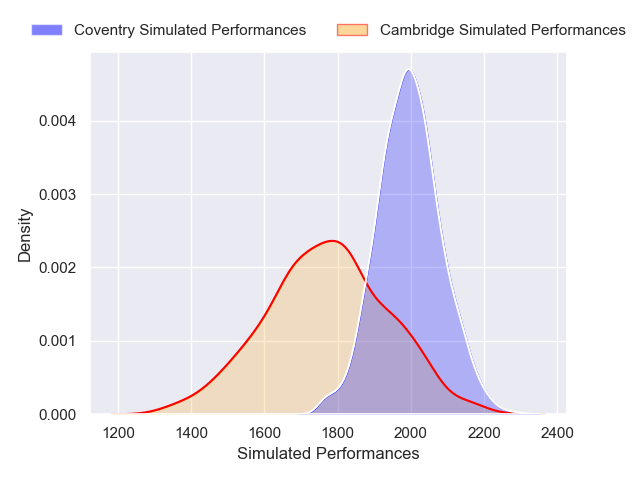 Coventry Simulated Performances Cambridge Simulated Performances
0.004
0.003
0.002
0.001
0.000
Density
1200 1400 1600 1800 2000 2200 2400
Simulated Performances